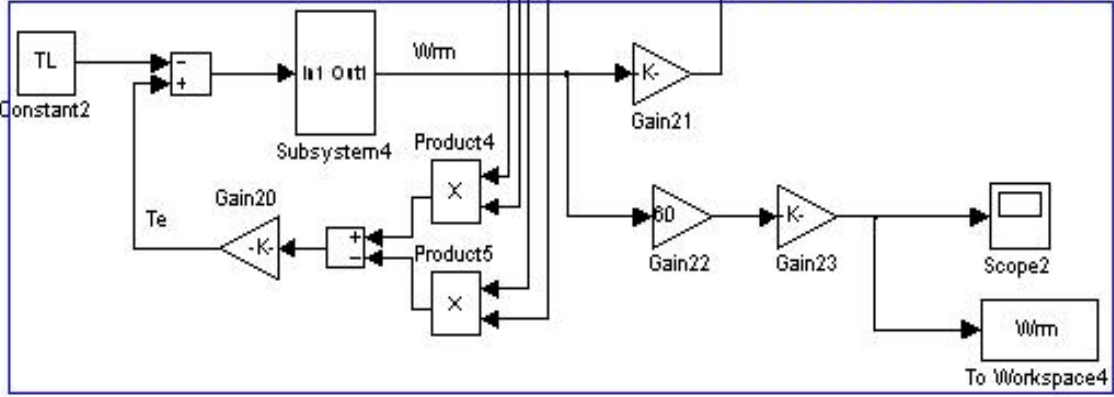 TL
Constant2
−
+
In1 Out1
Subsystem4
Wrm
-K-
Gain21
Product4
X
Gain20
Te
-K-
+
−
Product5
X
60
Gain22
-K-
Gain23
Scope2
Wrm
To Workspace4